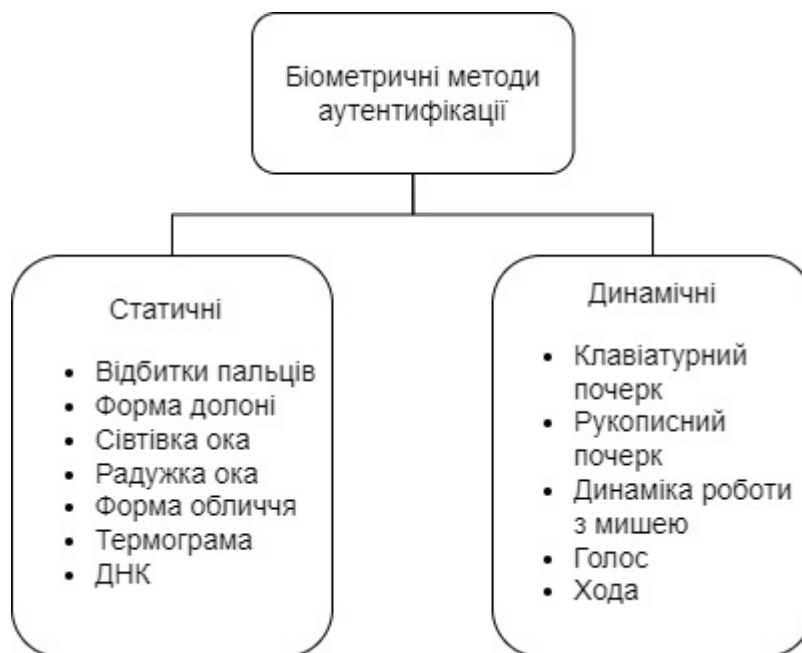 Біометричні методи
аутентифікації
Статичні
• Відбитки пальців
• Форма долоні
• Сівтівка ока
• Радужка ока
• Форма обличчя
• Термограма
• ДНК
Динамічні
• Клавіатурний
почерк
• Рукописний
почерк
• Динаміка роботи
з мишею
• Голос
• Хода